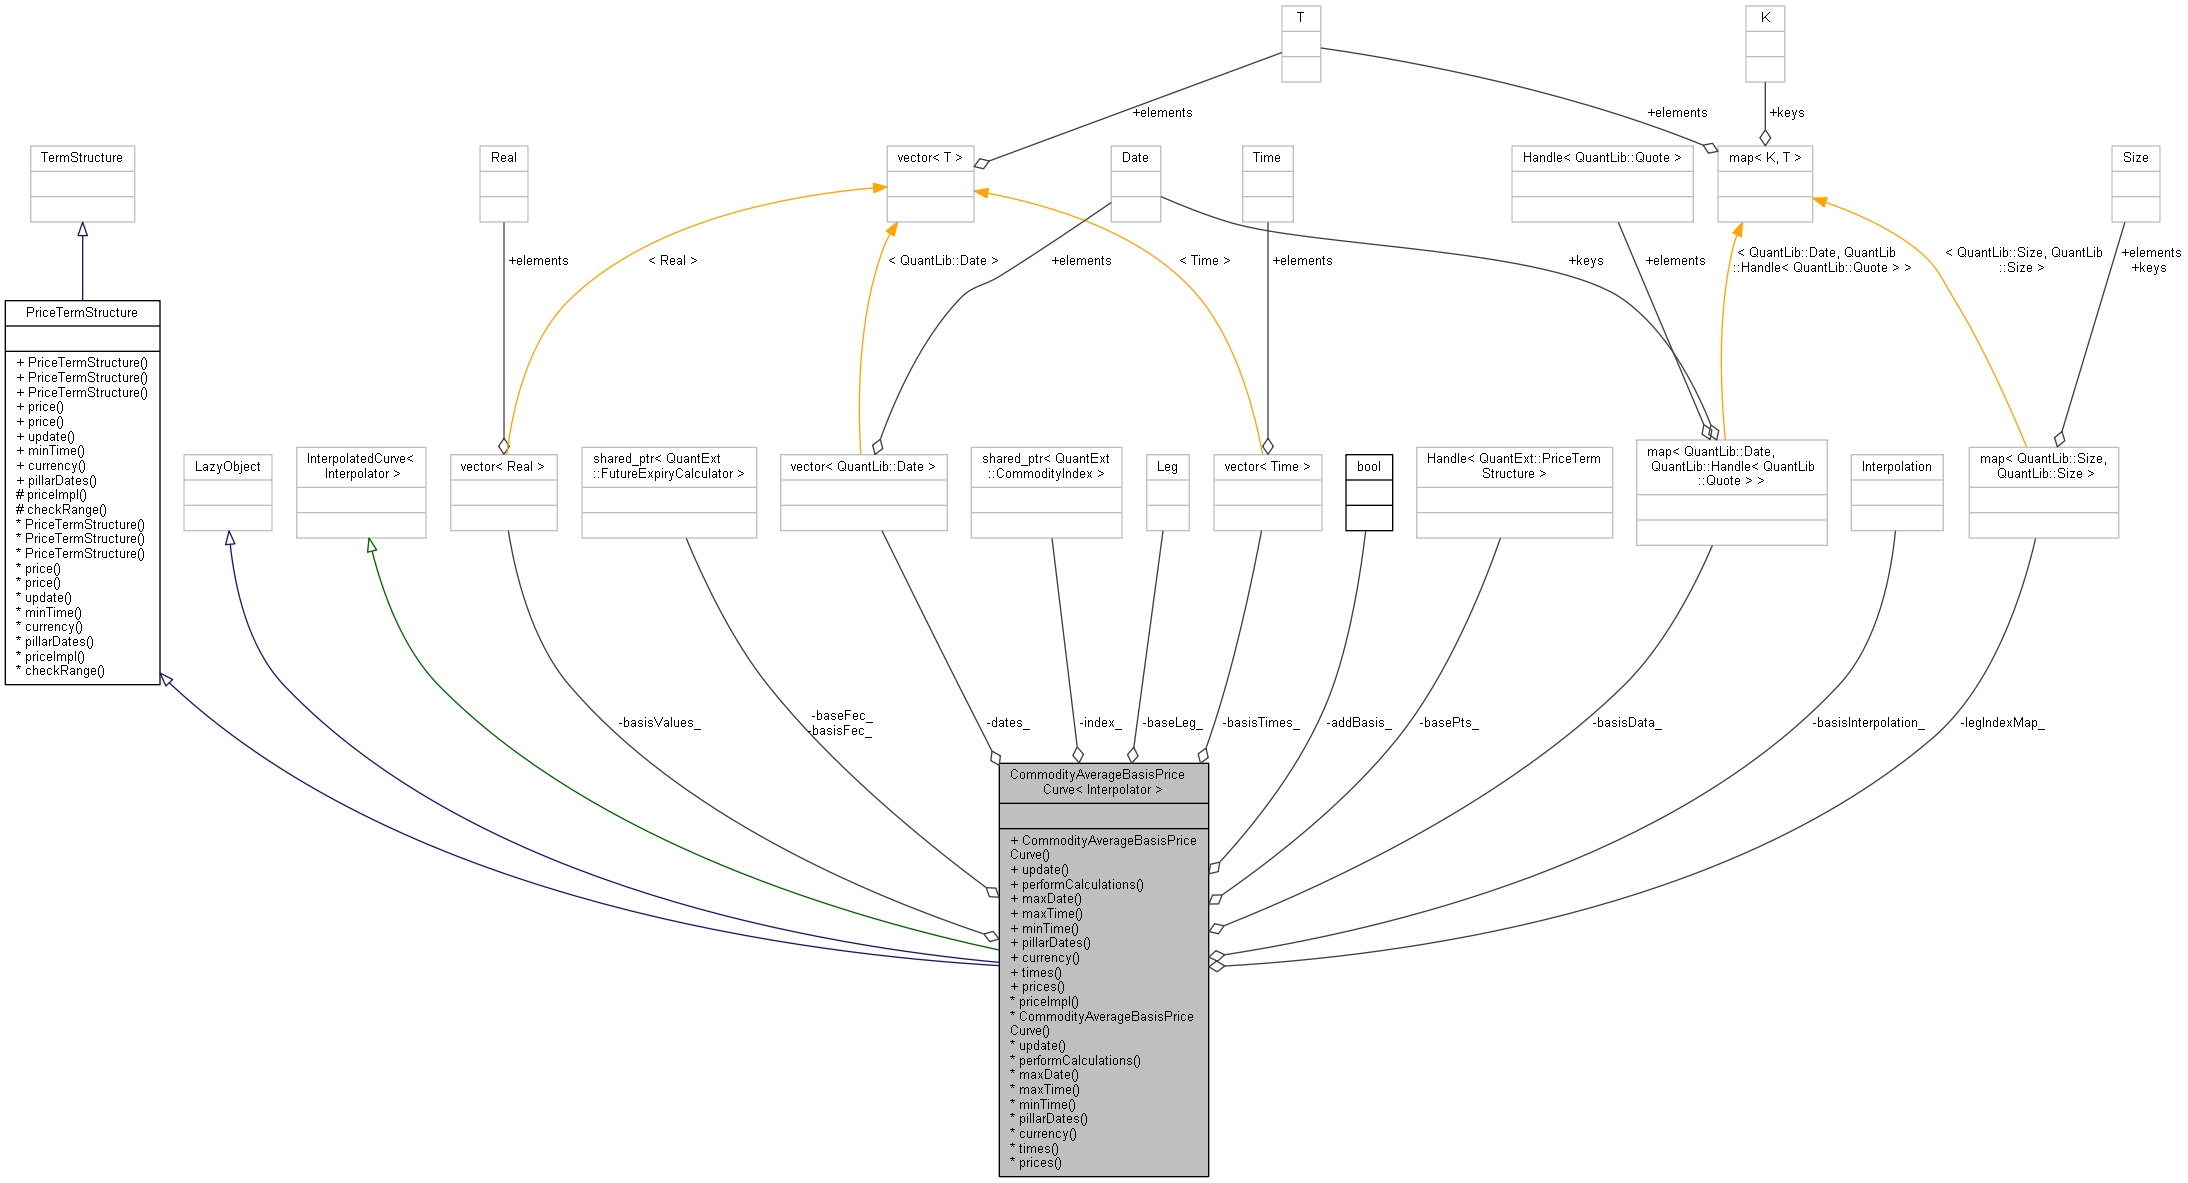 T
K
+elements
+elements
+keys
TermStructure
Real
vector< T >
Date
Time
Handle< QuantLib::Quote >
map< K, T >
Size
+elements
< Real >
< QuantLib::Date >
+elements
< Time >
+elements
+keys
+elements
< QuantLib::Date, QuantLib
::Handle< QuantLib::Quote > >
< QuantLib::Size, QuantLib
::Size >
+elements
+keys
PriceTermStructure
+ PriceTermStructure()
+ PriceTermStructure()
+ PriceTermStructure()
+ price()
+ price()
+ update()
+ minTime()
+ currency()
+ pillarDates()
# priceImpl()
# checkRange()
* PriceTermStructure()
* PriceTermStructure()
* PriceTermStructure()
* price()
* price()
* update()
* minTime()
* currency()
* pillarDates()
* priceImpl()
* checkRange()
LazyObject
InterpolatedCurve<
Interpolator >
vector< Real >
shared_ptr< QuantExt
::FutureExpiryCalculator >
vector< QuantLib::Date >
shared_ptr< QuantExt
::CommodityIndex >
Leg
vector< Time >
bool
Handle< QuantExt::PriceTerm
Structure >
map< QuantLib::Date,
QuantLib::Handle< QuantLib
::Quote > >
Interpolation
map< QuantLib::Size,
QuantLib::Size >
-basisValues_
-baseFec_
-basisFec_
-dates_
-index_
-baseLeg_
-basisTimes_
-addBasis_
-basePts_
-basisData_
-basisInterpolation_
-legIndexMap_
CommodityAverageBasisPrice
Curve< Interpolator >
+ CommodityAverageBasisPrice
Curve()
+ update()
+ performCalculations()
+ maxDate()
+ maxTime()
+ minTime()
+ pillarDates()
+ currency()
+ times()
+ prices()
* priceImpl()
* CommodityAverageBasisPrice
Curve()
* update()
* performCalculations()
* maxDate()
* maxTime()
* minTime()
* pillarDates()
* currency()
* times()
* prices()